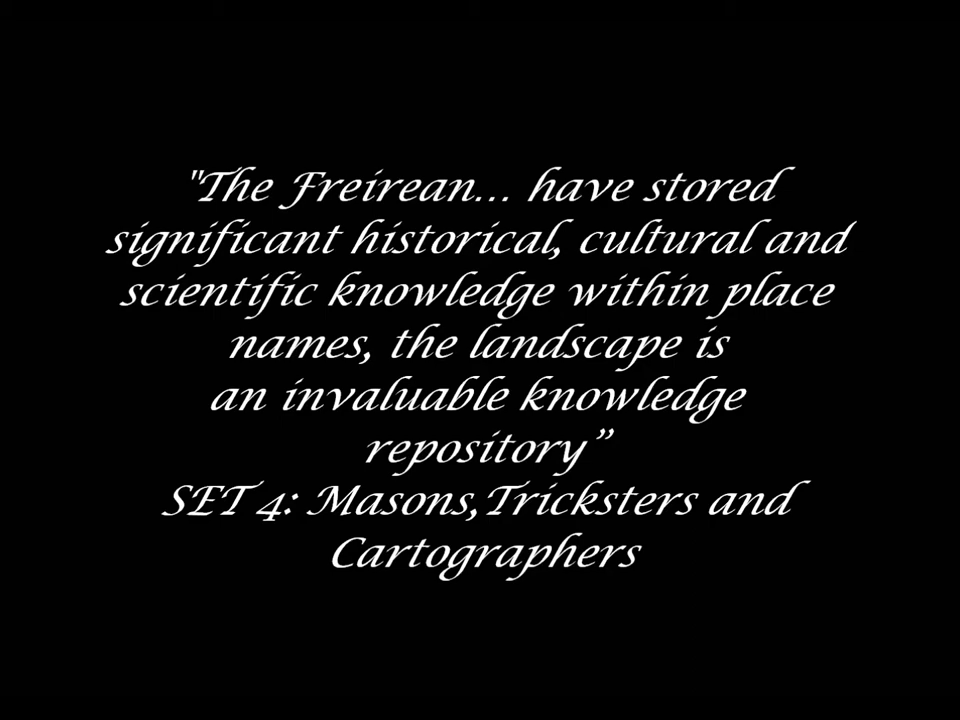 "The Freirean... have stored
significant historical, cultural and
scientific knowledge within place
names, the landscape is
an invaluable knowledge
repository”
SET 4: Masons,Tricksters and
Cartographers